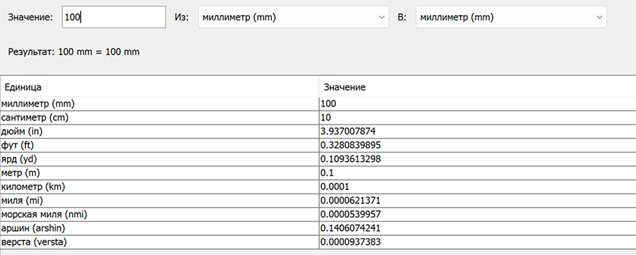 Значение: 100 Из: миллиметр (mm) В: миллиметр (mm)
Результат: 100 mm = 100 mm
Единица Значение
миллиметр (mm) 100
сантиметр (cm) 10
дюйм (in) 3.937007874
фут (ft) 0.3280839895
ярд (yd) 0.1093613298
метр (m) 0.1
километр (km) 0.0001
миля (mi) 0.0000621371
морская миля (nmi) 0.0000539957
аршин (arshin) 0.1406074241
верста (versta) 0.0000937383